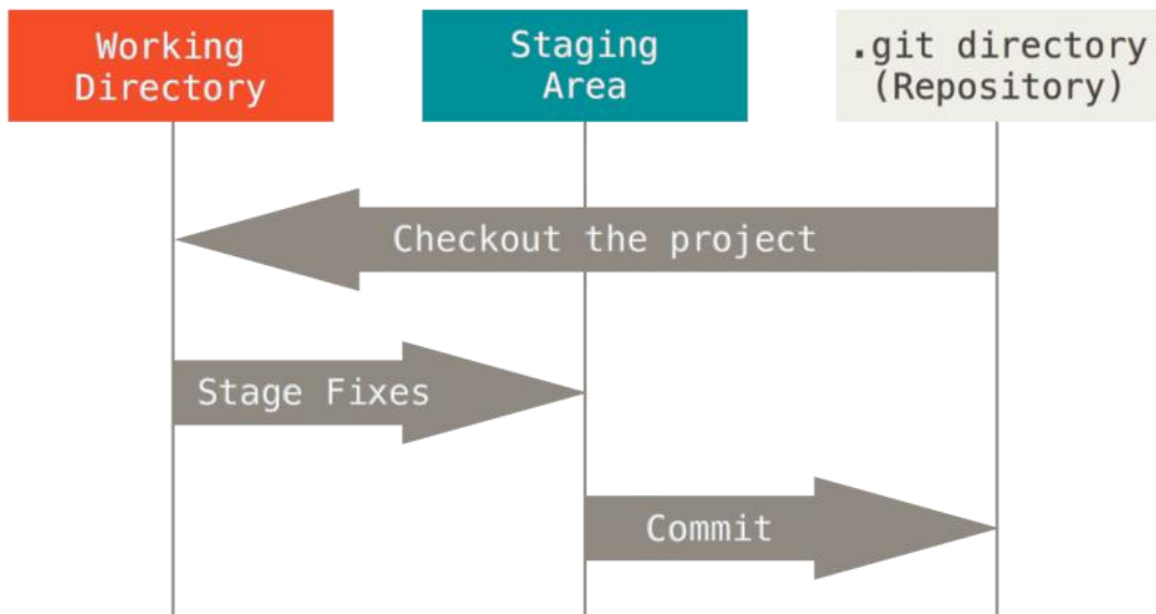 Working
Directory
Staging
Area
.git directory
(Repository)
Checkout the project
Stage Fixes
Commit